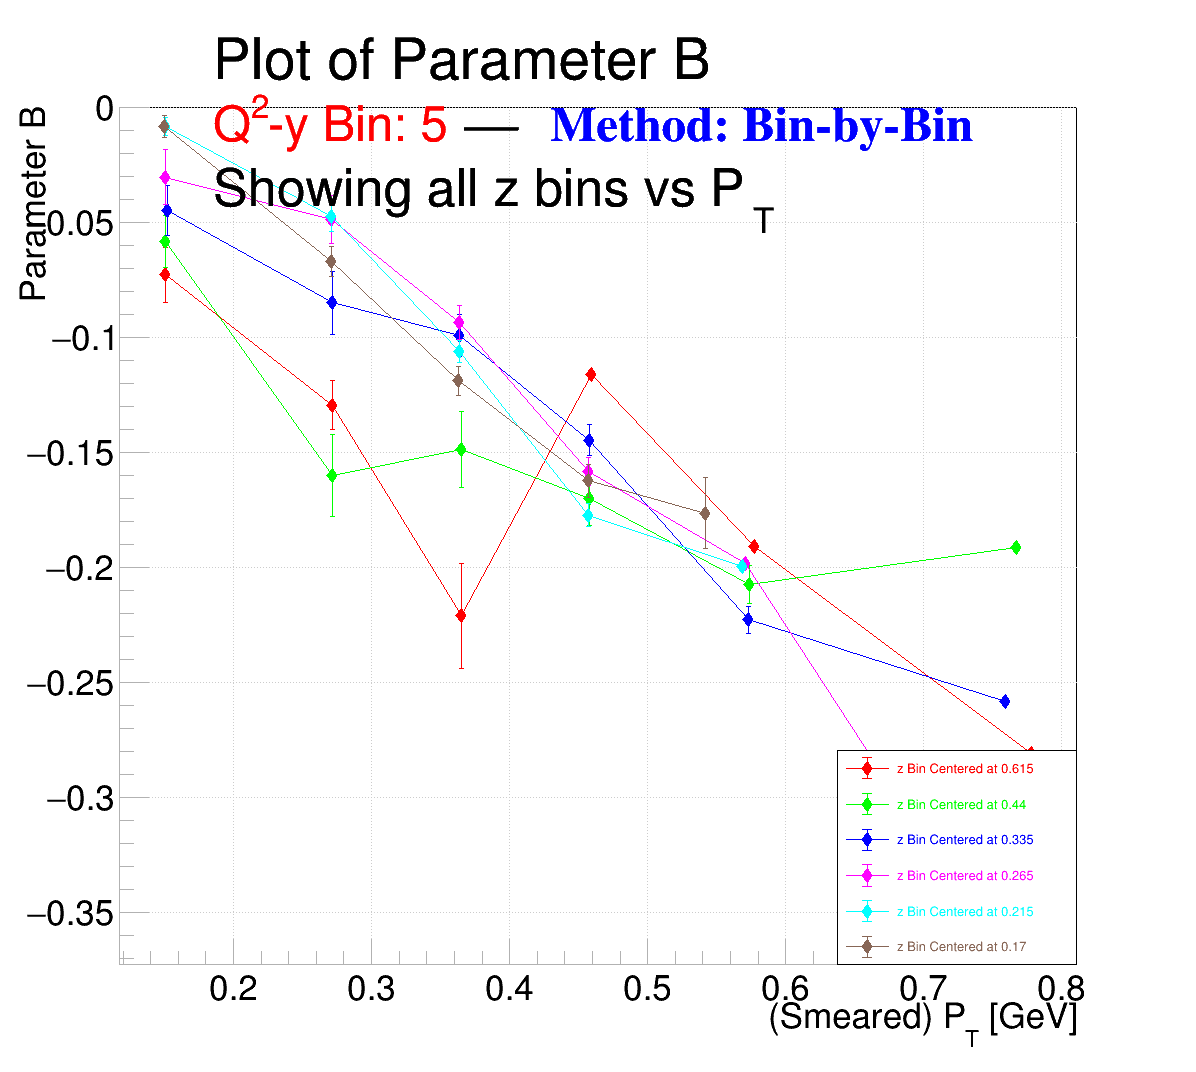 Plot of Parameter B
Q²-y Bin: 5 — Method: Bin-by-Bin
Showing all z bins vs P_T
Parameter B
0
−0.05
−0.1
−0.15
−0.2
−0.25
−0.3
−0.35
z Bin Centered at 0.615
z Bin Centered at 0.44
z Bin Centered at 0.335
z Bin Centered at 0.265
z Bin Centered at 0.215
z Bin Centered at 0.17
0.2 0.3 0.4 0.5 0.6 0.7 0.8
(Smeared) P_T [GeV]